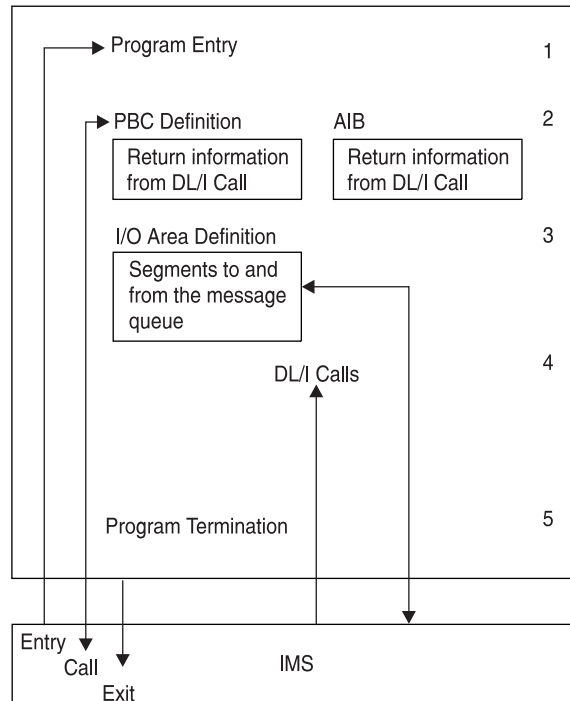 Program Entry 1
PBC Definition AIB 2
Return information Return information
from DL/I Call from DL/I Call
I/O Area Definition 3
Segments to and
from the message
queue
DL/I Calls 4
Program Termination 5
Entry
Call IMS
Exit